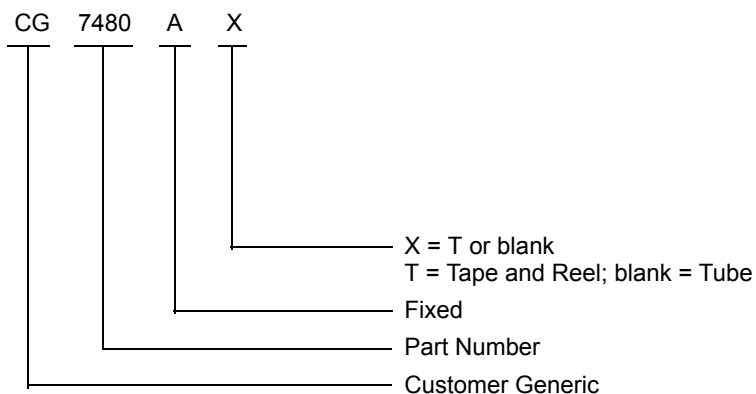 CG 7480 A X
X = T or blank
T = Tape and Reel; blank = Tube
Fixed
Part Number
Customer Generic